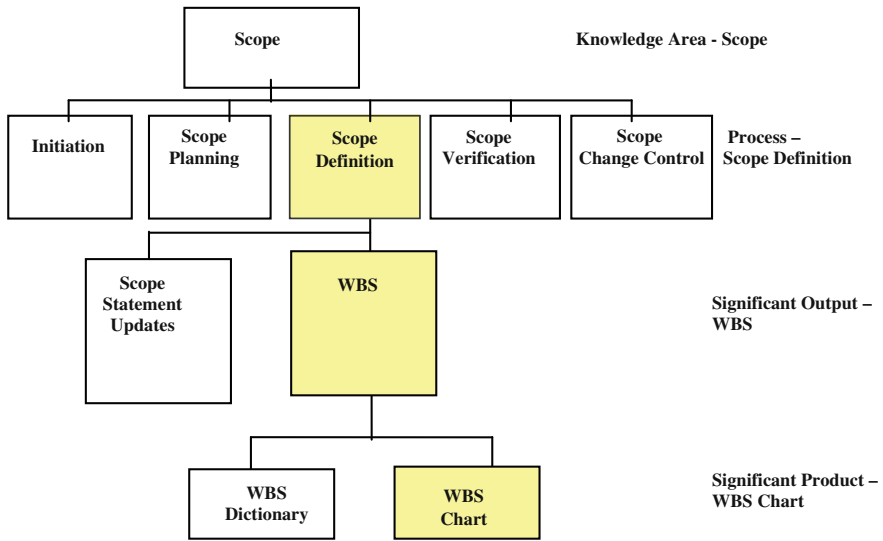 Scope
Knowledge Area - Scope
Initiation
Scope
Planning
Scope
Definition
Scope
Verification
Scope
Change Control
Process –
Scope Definition
Scope
Statement
Updates
WBS
Significant Output –
WBS
WBS
Dictionary
WBS
Chart
Significant Product –
WBS Chart